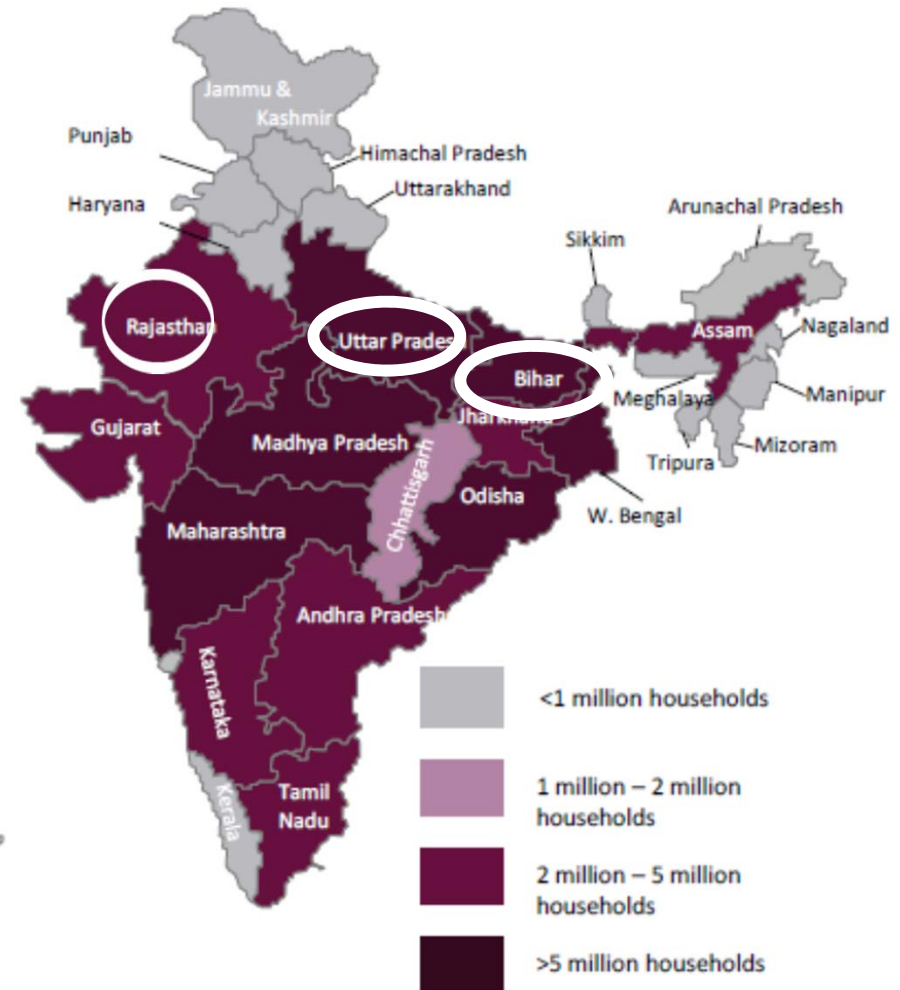 Jammu &
Kashmir
Punjab
Himachal Pradesh
Uttarakhand
Haryana
Arunachal Pradesh
Sikkim
Rajasthan
Uttar Prades
Assam
Nagaland
Bihar
Meghalaya
Manipur
Jharkhand
Gujarat
Madhya Pradesh
Mizoram
Tripura
Chhattisgarh
Odisha
W. Bengal
Maharashtra
Andhra Pradesh
Karnataka
<1 million households
1 million – 2 million
households
Tamil
Nadu
Kerala
2 million – 5 million
households
>5 million households